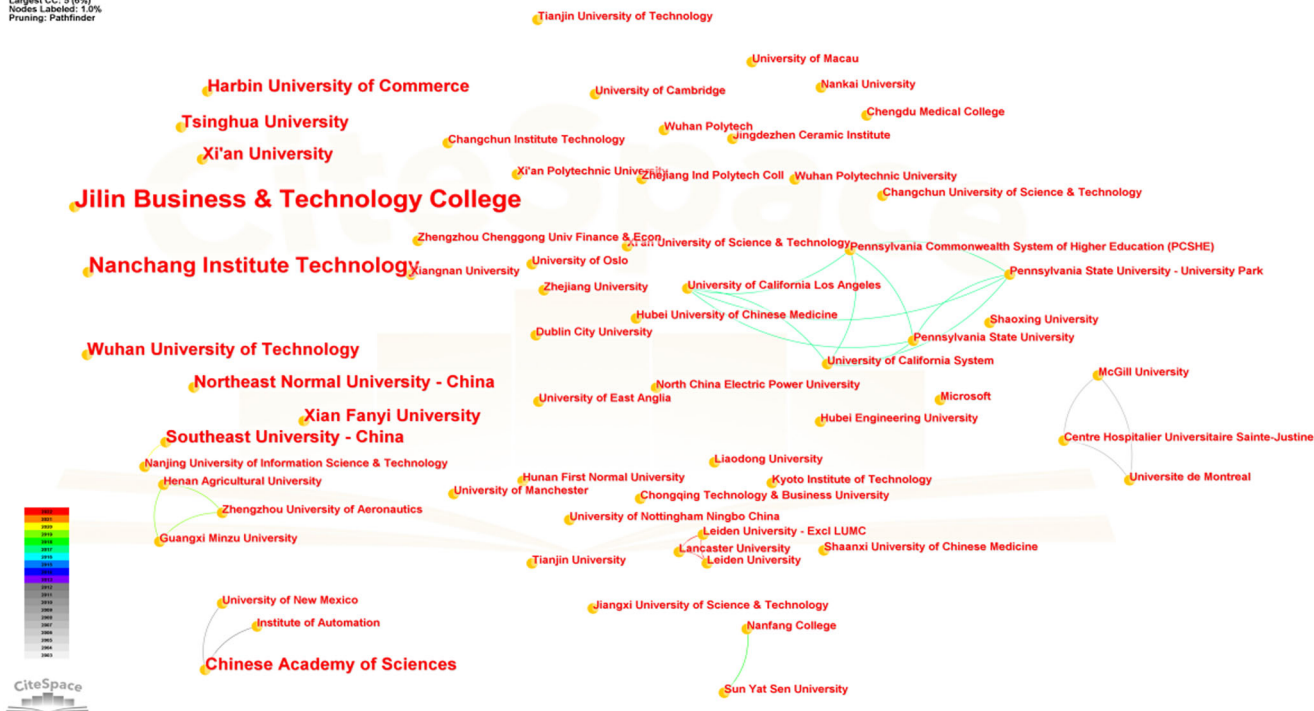 Largest CC: 5 (6%)
Nodes Labeled: 1.0%
Pruning: Pathfinder
Tianjin University of Technology
University of Macau
Harbin University of Commerce
Nankai University
University of Cambridge
Chengdu Medical College
Tsinghua University
Wuhan Polytech
Jingdezhen Ceramic Institute
Changchun Institute Technology
Xi'an University
Xi'an Polytechnic University
Zhejiang Ind Polytech Coll
Wuhan Polytechnic University
Changchun University of Science & Technology
Jilin Business & Technology College
Zhengzhou Chenggong Univ Finance & Econ
Xi'an University of Science & Technology
Pennsylvania Commonwealth System of Higher Education (PCSHE)
University of Oslo
Nanchang Institute Technology
Xiangnan University
Pennsylvania State University - University Park
Zhejiang University
University of California Los Angeles
Hubei University of Chinese Medicine
Shaoxing University
Dublin City University
Pennsylvania State University
Wuhan University of Technology
University of California System
McGill University
Northeast Normal University - China
North China Electric Power University
University of East Anglia
Microsoft
Xian Fanyi University
Hubei Engineering University
Southeast University - China
Centre Hospitalier Universitaire Sainte-Justine
Nanjing University of Information Science & Technology
Liaodong University
Henan Agricultural University
Hunan First Normal University
Kyoto Institute of Technology
Universite de Montreal
University of Manchester
Chongqing Technology & Business University
Zhengzhou University of Aeronautics
University of Nottingham Ningbo China
Guangxi Minzu University
Leiden University - Excl LUMC
Lancaster University
Shaanxi University of Chinese Medicine
Tianjin University
Leiden University
University of New Mexico
Jiangxi University of Science & Technology
Institute of Automation
Nanfang College
Chinese Academy of Sciences
Sun Yat Sen University
CiteSpace
CiteSpace